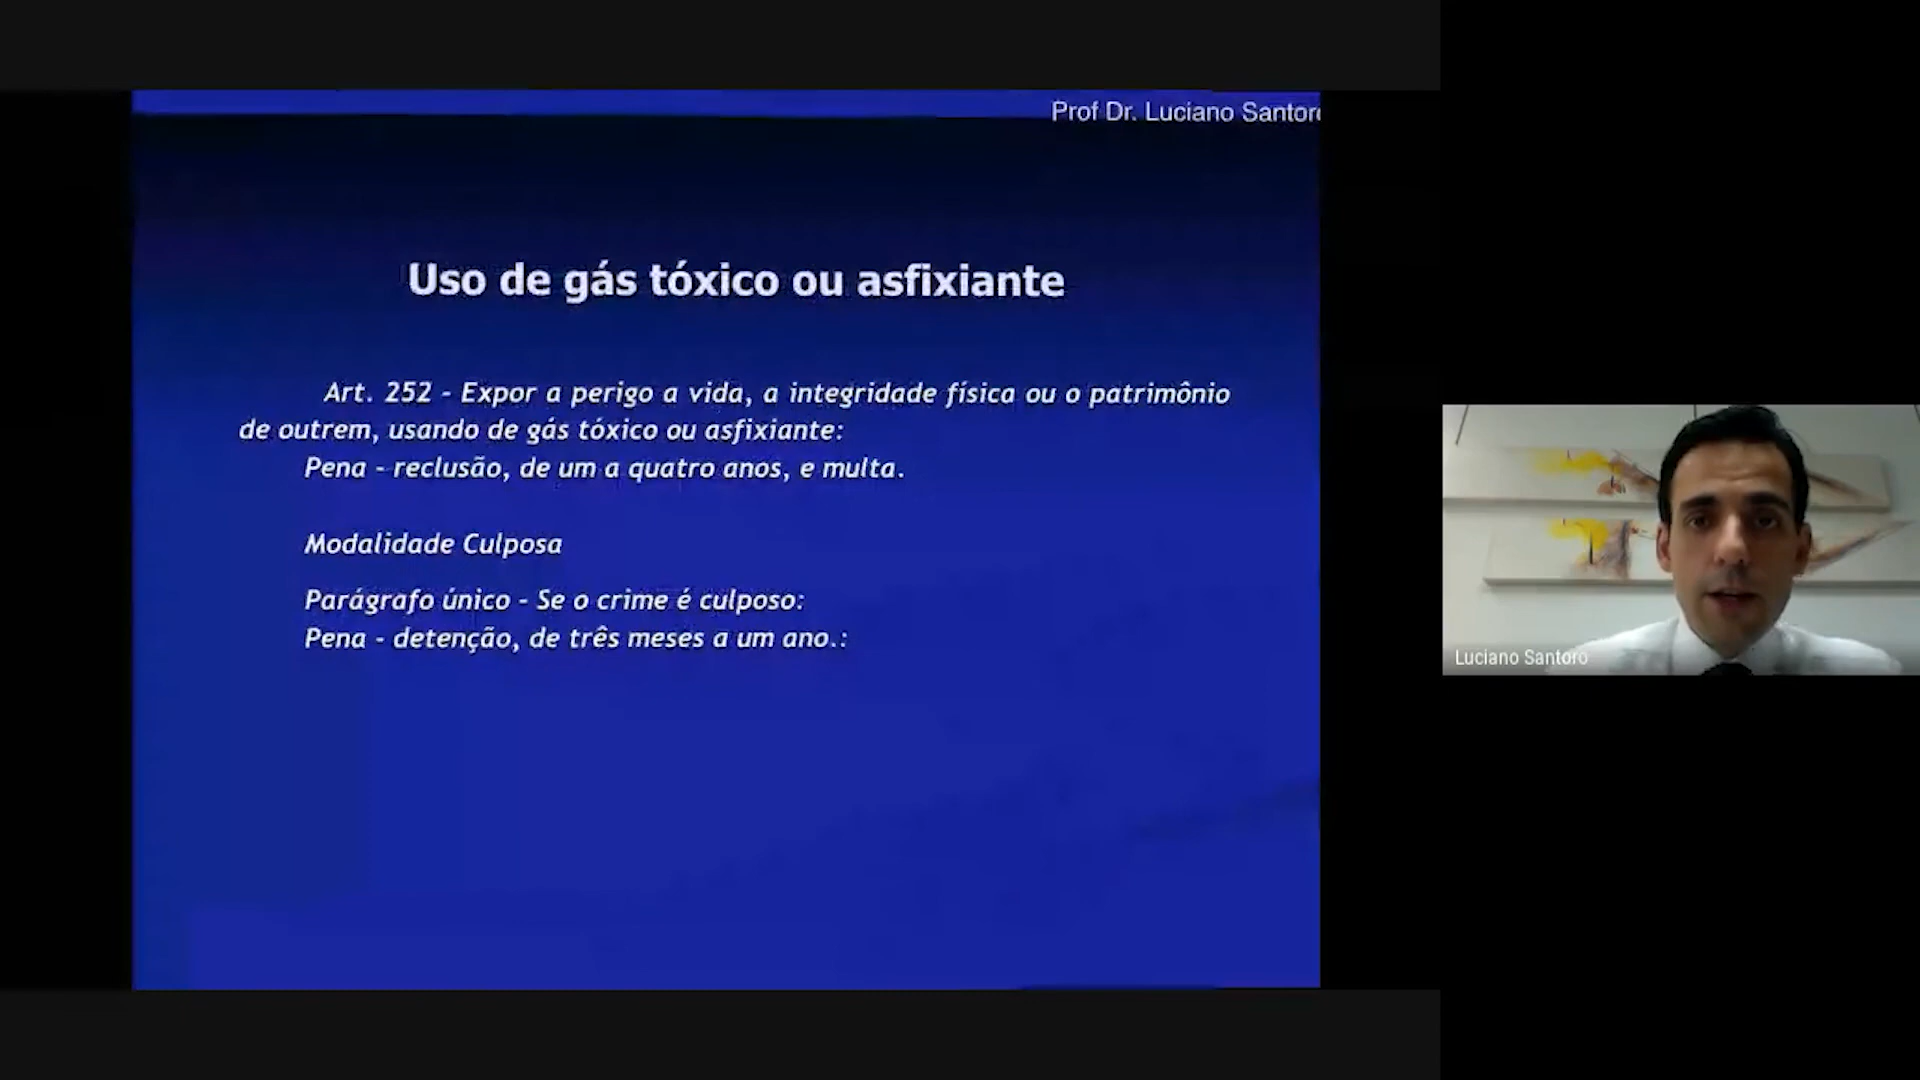 Prof Dr. Luciano Santoro
Uso de gás tóxico ou asfixiante
Art. 252 - Expor a perigo a vida, a integridade física ou o patrimônio
de outrem, usando de gás tóxico ou asfixiante:
Pena - reclusão, de um a quatro anos, e multa.
Modalidade Culposa
Parágrafo único - Se o crime é culposo:
Pena - detenção, de três meses a um ano.:
Luciano Santoro